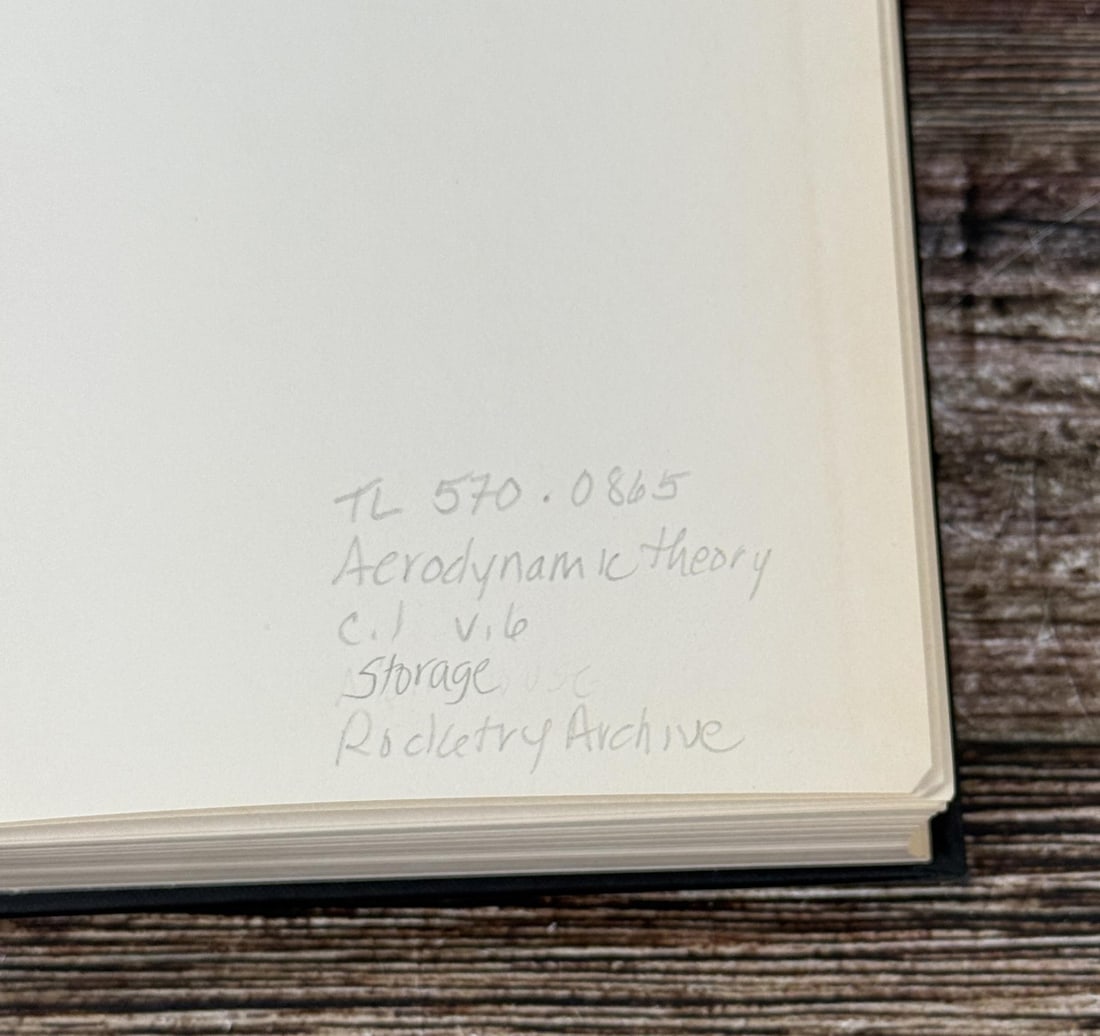 TL 570.0865
Aerodynamic theory
c.1 v.6
Storage
Rocketry Archive